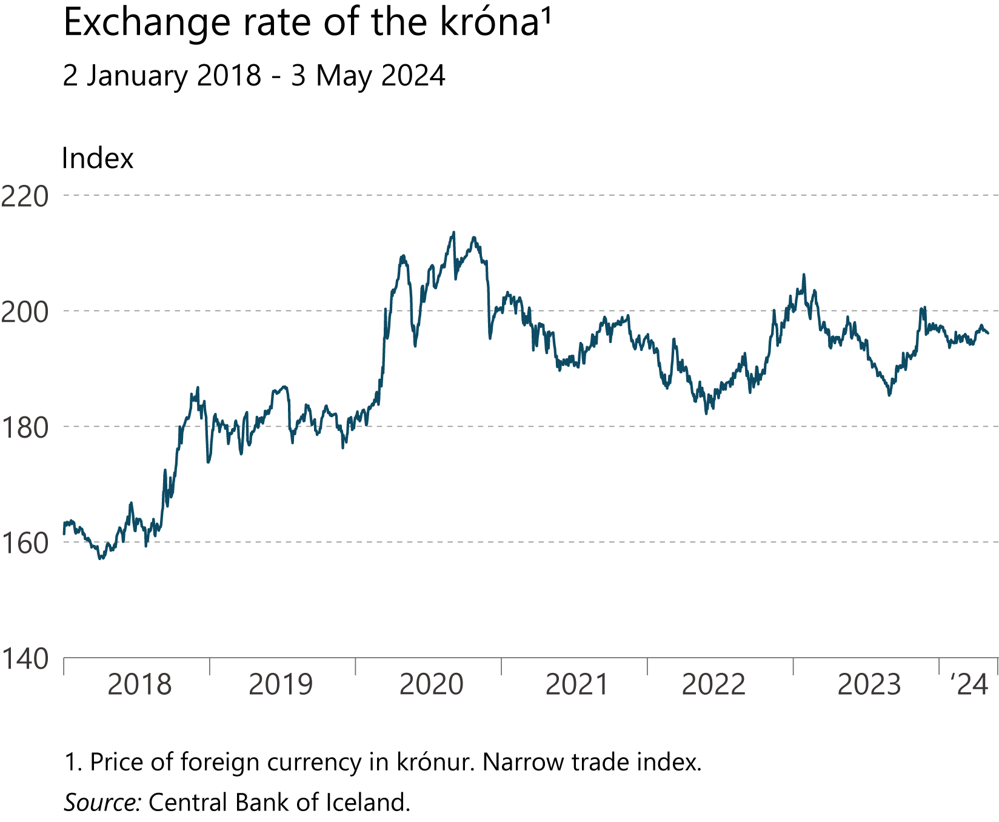 Exchange rate of the króna¹
2 January 2018 - 3 May 2024
Index
220
200
180
160
140
2018 2019 2020 2021 2022 2023 ‘24
1. Price of foreign currency in krónur. Narrow trade index.
Source: Central Bank of Iceland.